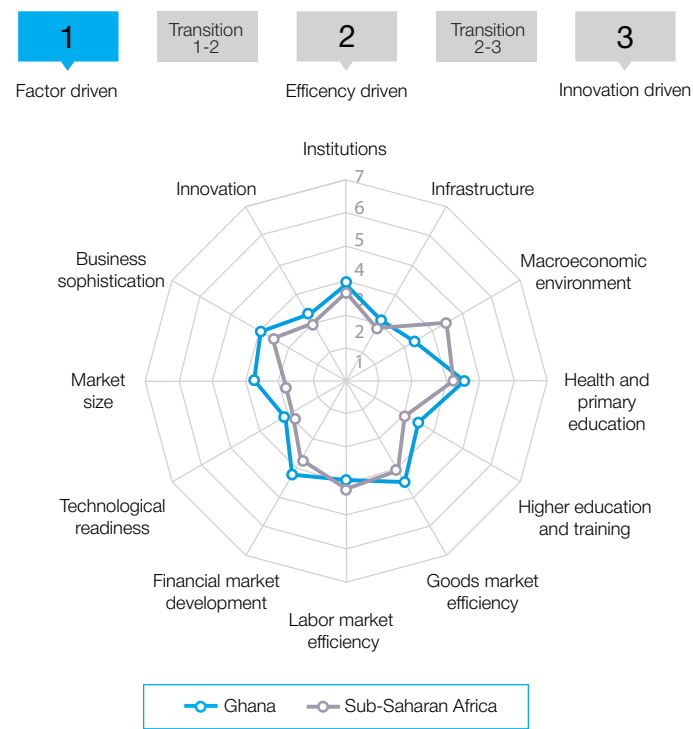 1
Transition
1-2
2
Transition
2-3
3
Factor driven
Efficency driven
Innovation driven
Institutions
Innovation
Infrastructure
Business
sophistication
Macroeconomic
environment
Market
size
Health and
primary
education
Technological
readiness
Higher education
and training
Financial market
development
Goods market
efficiency
Labor market
efficiency
7
6
5
4
3
2
1
Ghana
Sub-Saharan Africa